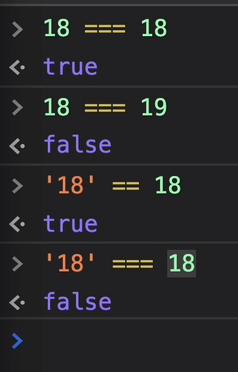 > 18 === 18
<· true
> 18 === 19
<· false
> '18' == 18
<· true
> '18' === 18
<· false
>